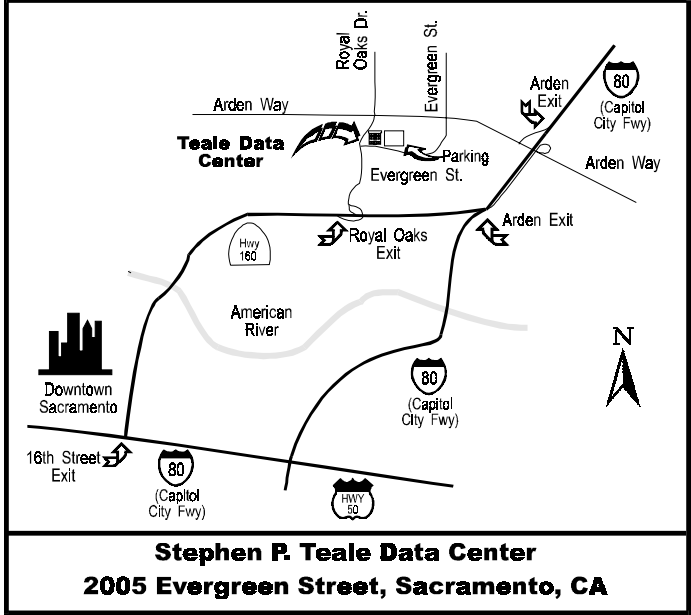 Royal
Oaks Dr.
Evergreen St.
Arden
Exit
80
(Capitol
City Fwy)
Arden Way
Teale Data
Center
Parking
Evergreen St.
Arden Way
Arden Exit
Royal Oaks
Exit
Hwy
160
American
River
N
Downtown
Sacramento
80
(Capitol
City Fwy)
16th Street
Exit
80
(Capitol
City Fwy)
HWY
50
Stephen P. Teale Data Center
2005 Evergreen Street, Sacramento, CA